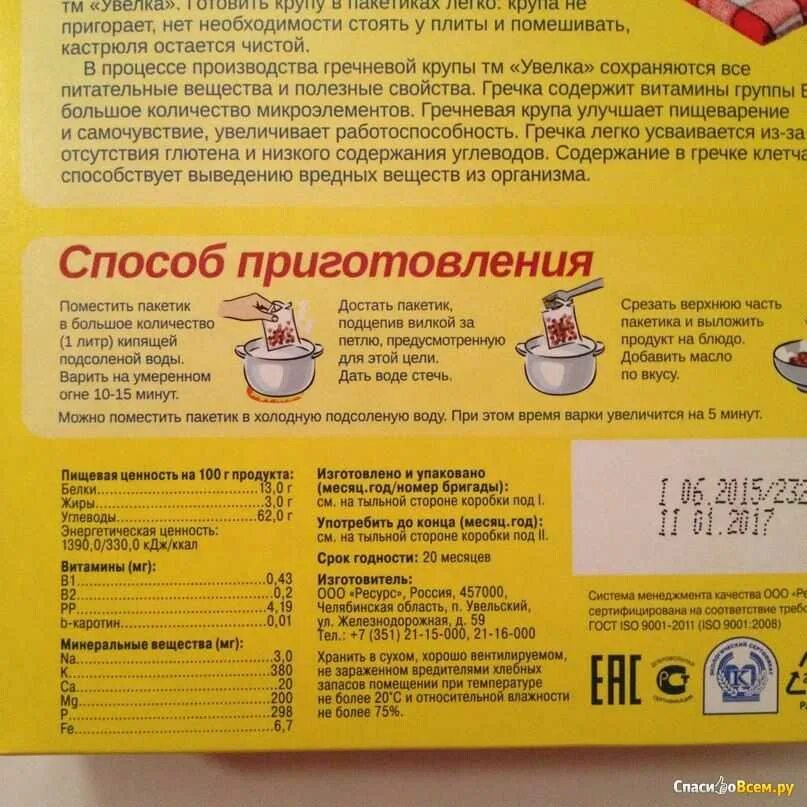 тм «Увелка». Готовить крупу в пакетиках легко: крупа не
пригорает, нет необходимости стоять у плиты и помешивать,
кастрюля остается чистой.
В процессе производства гречневой крупы тм «Увелка» сохраняются все
питательные вещества и полезные свойства. Гречка содержит витамины группы В
большое количество микроэлементов. Гречневая крупа улучшает пищеварение
и самочувствие, увеличивает работоспособность. Гречка легко усваивается из-за
отсутствия глютена и низкого содержания углеводов. Содержание в гречке клетча
способствует выведению вредных веществ из организма.
Способ приготовления
Поместить пакетик
в большое количество
(1 литр) кипящей
подсоленой воды.
Варить на умеренном
огне 10-15 минут.
Достать пакетик,
подцепив вилкой за
петлю, предусмотренную
для этой цели.
Дать воде стечь.
Срезать верхнюю часть
пакетика и выложить
продукт на блюдо.
Добавить масло
по вкусу.
Можно поместить пакетик в холодную подсоленую воду. При этом время варки увеличится на 5 минут.
Пищевая ценность на 100 г продукта:
Белки...13,0 г
Жиры...3,0 г
Углеводы...62,0 г
Энергетическая ценность:
1390,0/330,0 кДж/ккал
Витамины (мг):
B1...0,43
B2...0,2
PP...4,19
b-каротин...0,01
Минеральные вещества (мг):
Na...3,0
K...380
Ca...20
Mg...200
P...298
Fe...6,7
Изготовлено и упаковано
(месяц.год/номер бригады):
см. на тыльной стороне коробки под I.
Употребить до конца (месяц.год):
см. на тыльной стороне коробки под II.
Срок годности: 20 месяцев
Изготовитель:
ООО «Ресурс», Россия, 457000,
Челябинская область, п. Увельский,
ул. Железнодорожная, д. 59
Тел.: +7 (351) 21-15-000, 21-16-000
Хранить в сухом, хорошо вентилируемом,
не зараженном вредителями хлебных
запасов помещении при температуре
не более 20°С и относительной влажности
не более 75%.
I 06.2015/232
II 01.2017
Система менеджмента качества ООО «Ре
сертифицирована на соответствие требо
ГОСТ ISO 9001-2011 (ISO 9001:2008)
EAC
СпасибоВсем.ру